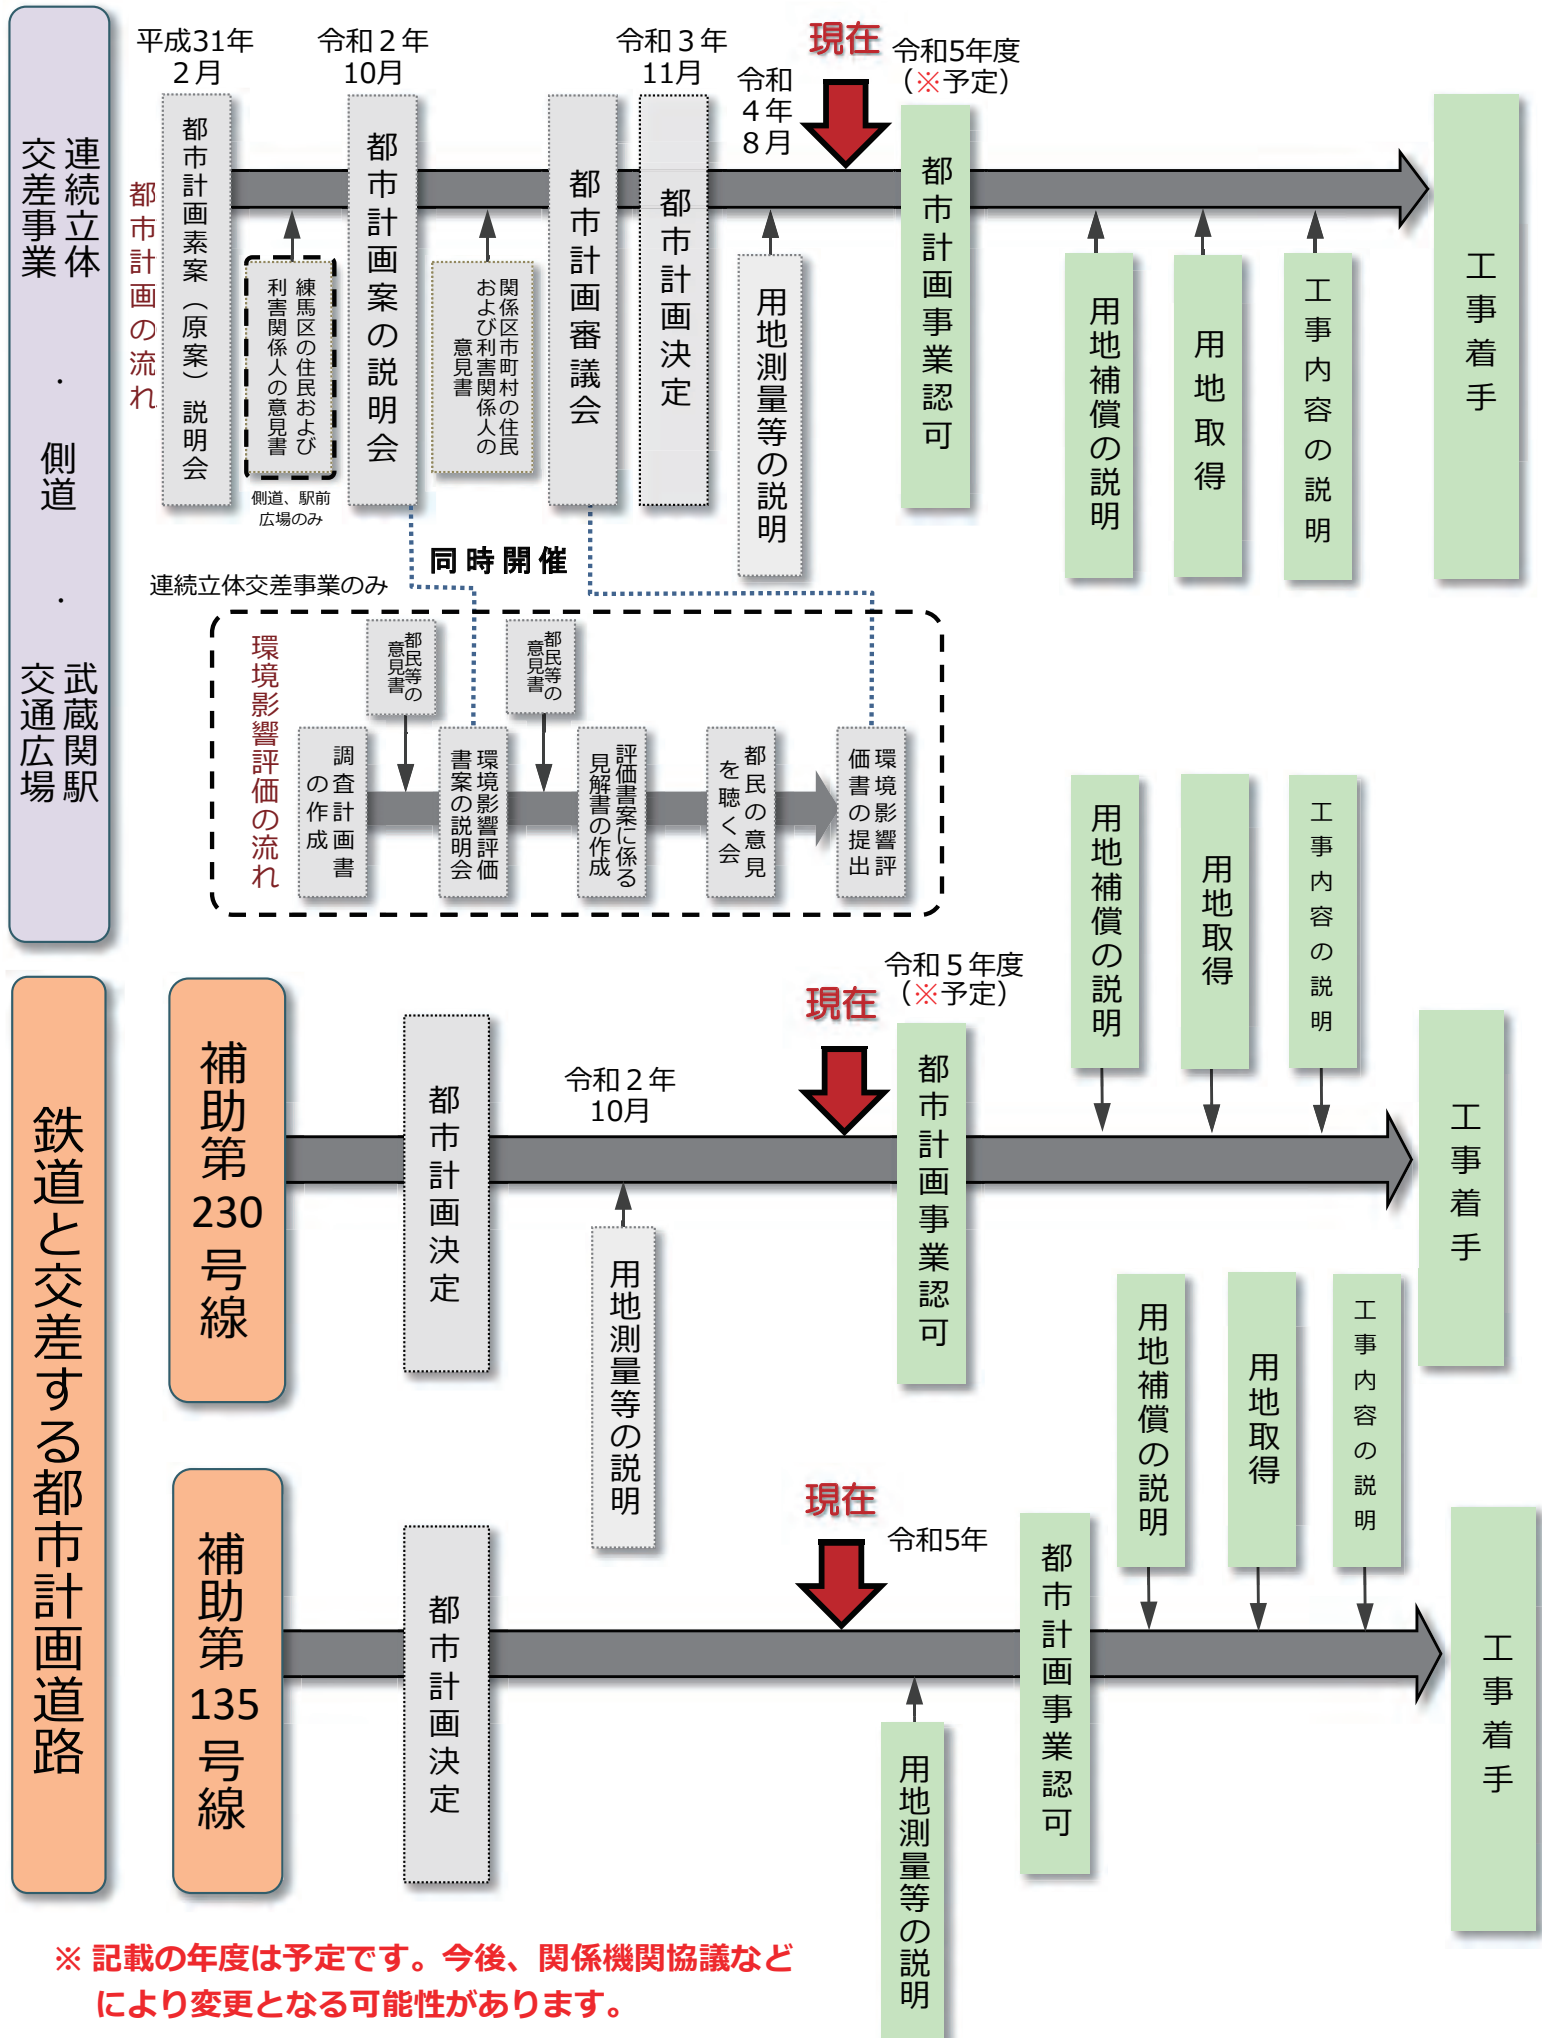 連続立体
交差事業
・
側道
・
武蔵関駅
交通広場
都市計画の流れ
平成31年
２月
都市計画素案（原案）説明会
練馬区の住民および
利害関係人の意見書
側道、駅前
広場のみ
令和２年
10月
都市計画案の説明会
関係区市町村の住民
および利害関係人の
意見書
都市計画審議会
令和３年
11月
都市計画決定
令和
４年
８月
用地測量等の説明
現在
令和5年度
（※予定）
都市計画事業認可
用地補償の説明
用地取得
工事内容の説明
工事着手
同時開催
連続立体交差事業のみ
環境影響評価の流れ
調査計画書
の作成
都民等の
意見書
環境影響評価
書案の説明会
都民等の
意見書
評価書案に係る
見解書の作成
都民の意見
を聴く会
環境影響評
価書の提出
鉄道と交差する都市計画道路
補助第
230
号線
都市計画決定
令和２年
10月
用地測量等の説明
現在
令和５年度
（※予定）
都市計画事業認可
用地補償の説明
用地取得
工事内容の説明
工事着手
補助第
135
号線
都市計画決定
現在
令和5年
用地測量等の説明
都市計画事業認可
用地補償の説明
用地取得
工事内容の説明
工事着手
※ 記載の年度は予定です。今後、関係機関協議など
により変更となる可能性があります。